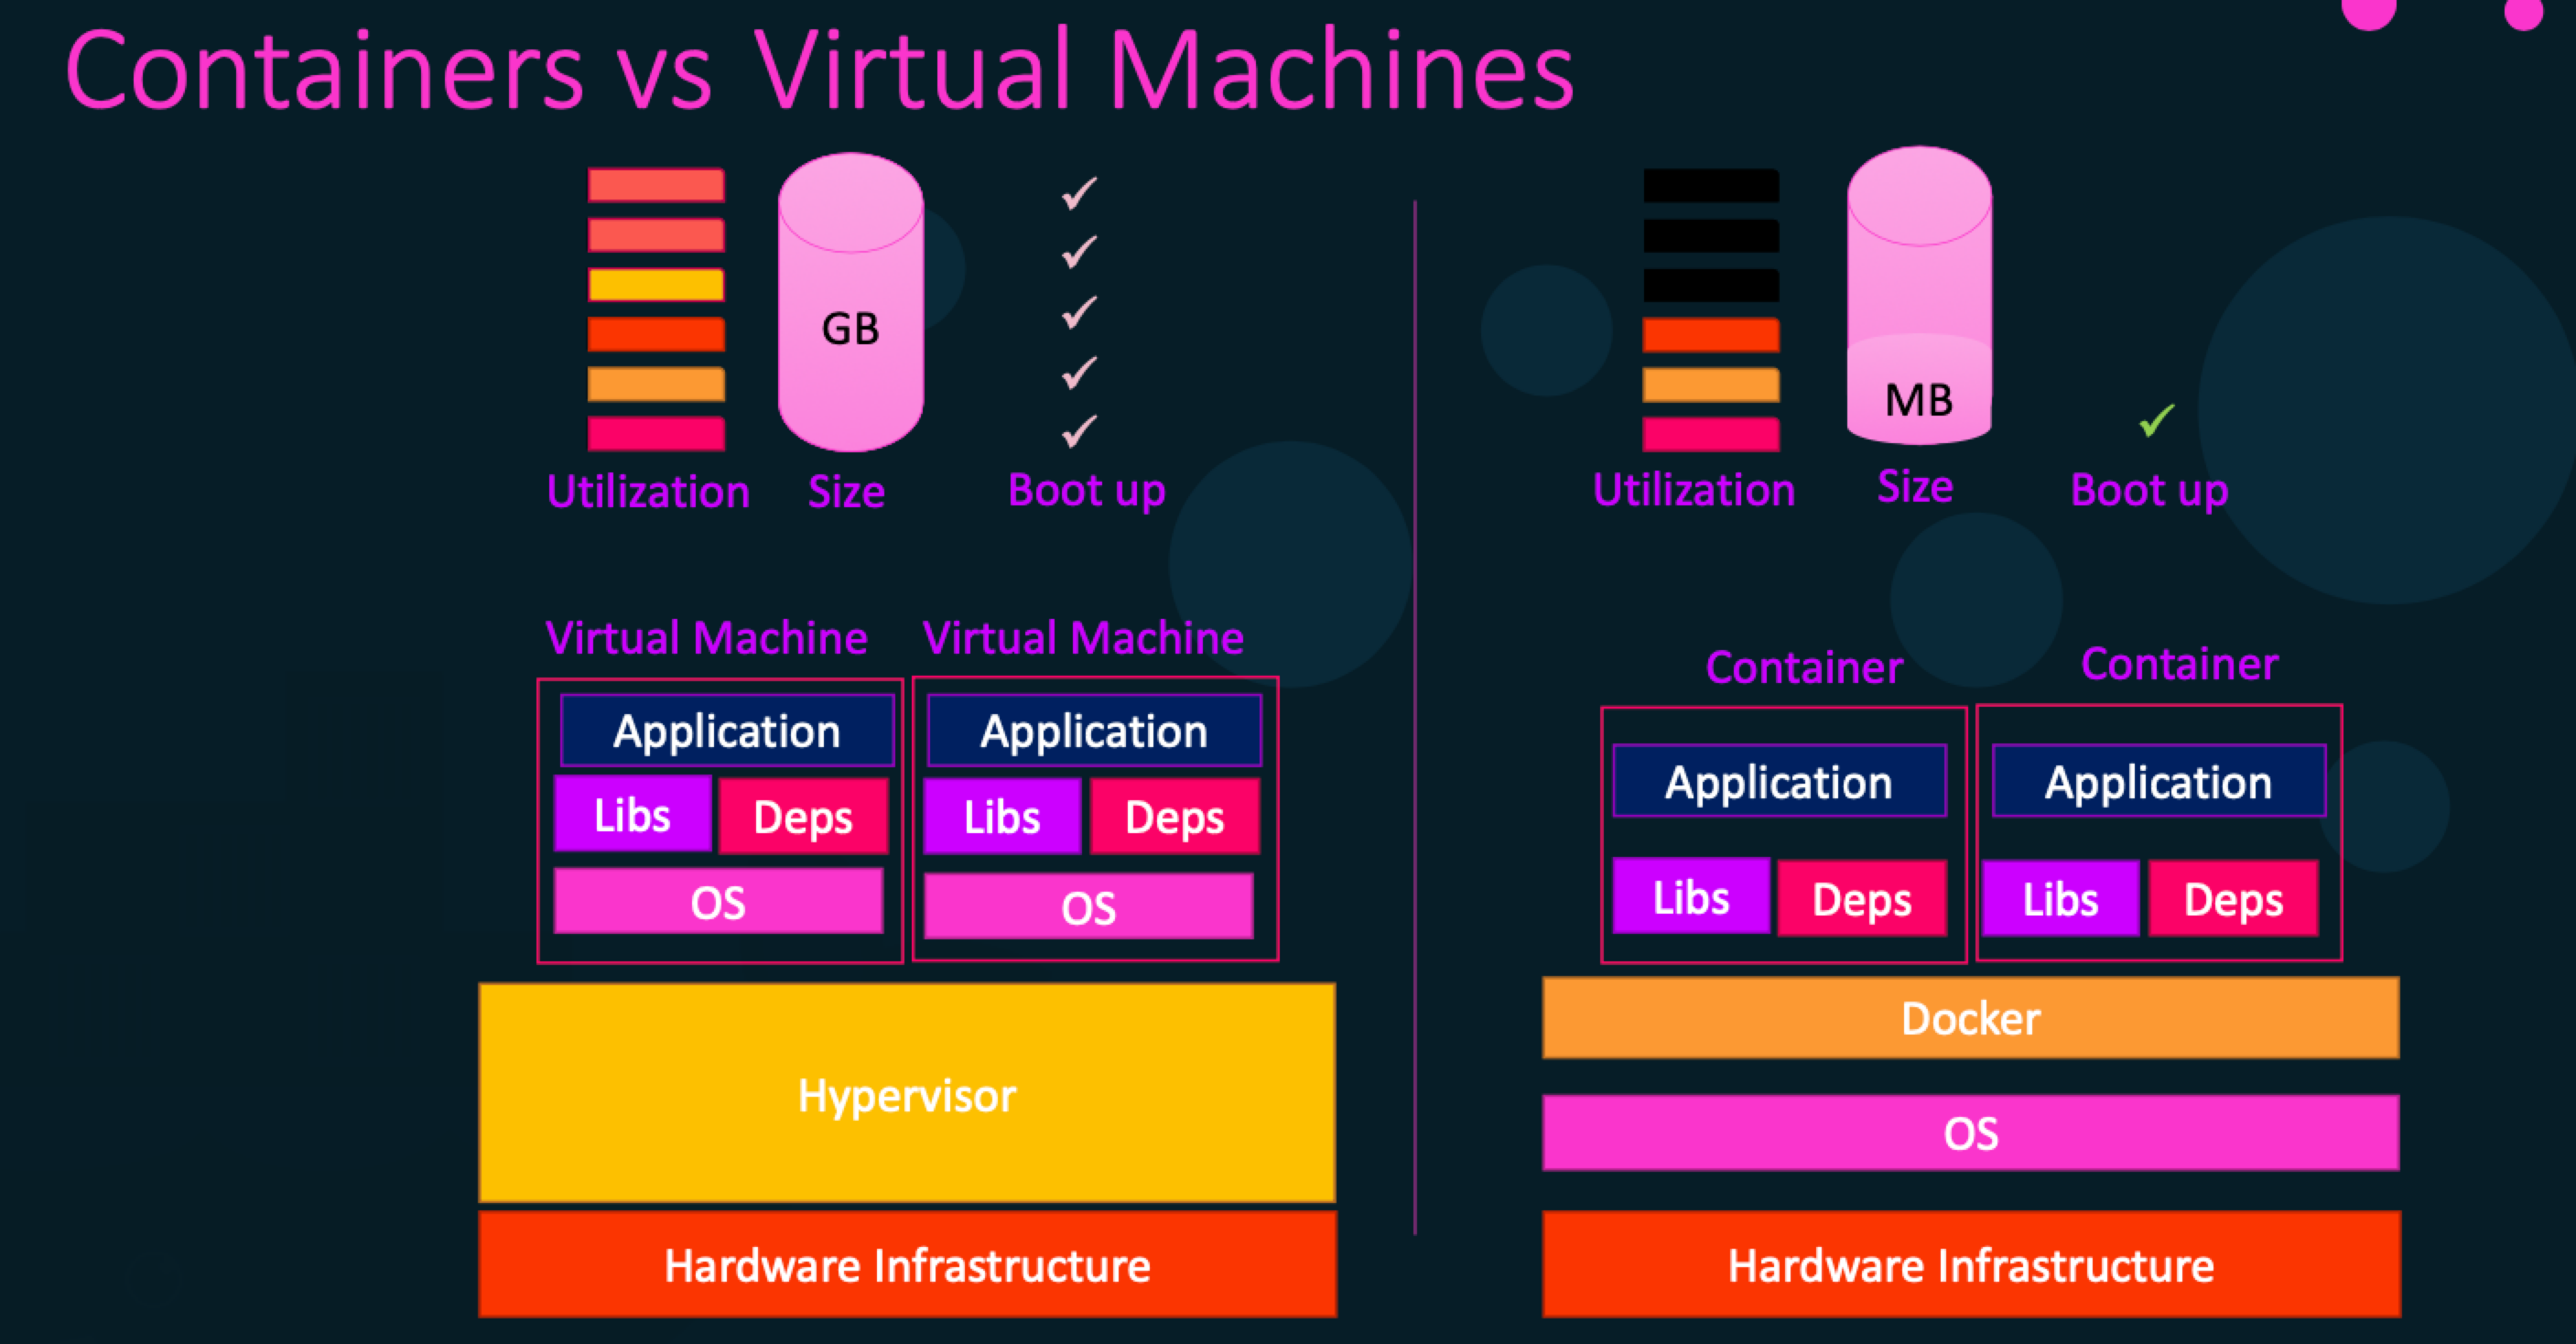 Containers vs Virtual Machines
GB
Utilization
Size
Boot up
Virtual Machine
Virtual Machine
Application
Libs
Deps
OS
Application
Libs
Deps
OS
Hypervisor
Hardware Infrastructure
MB
Utilization
Size
Boot up
Container
Container
Application
Libs
Deps
Application
Libs
Deps
Docker
OS
Hardware Infrastructure